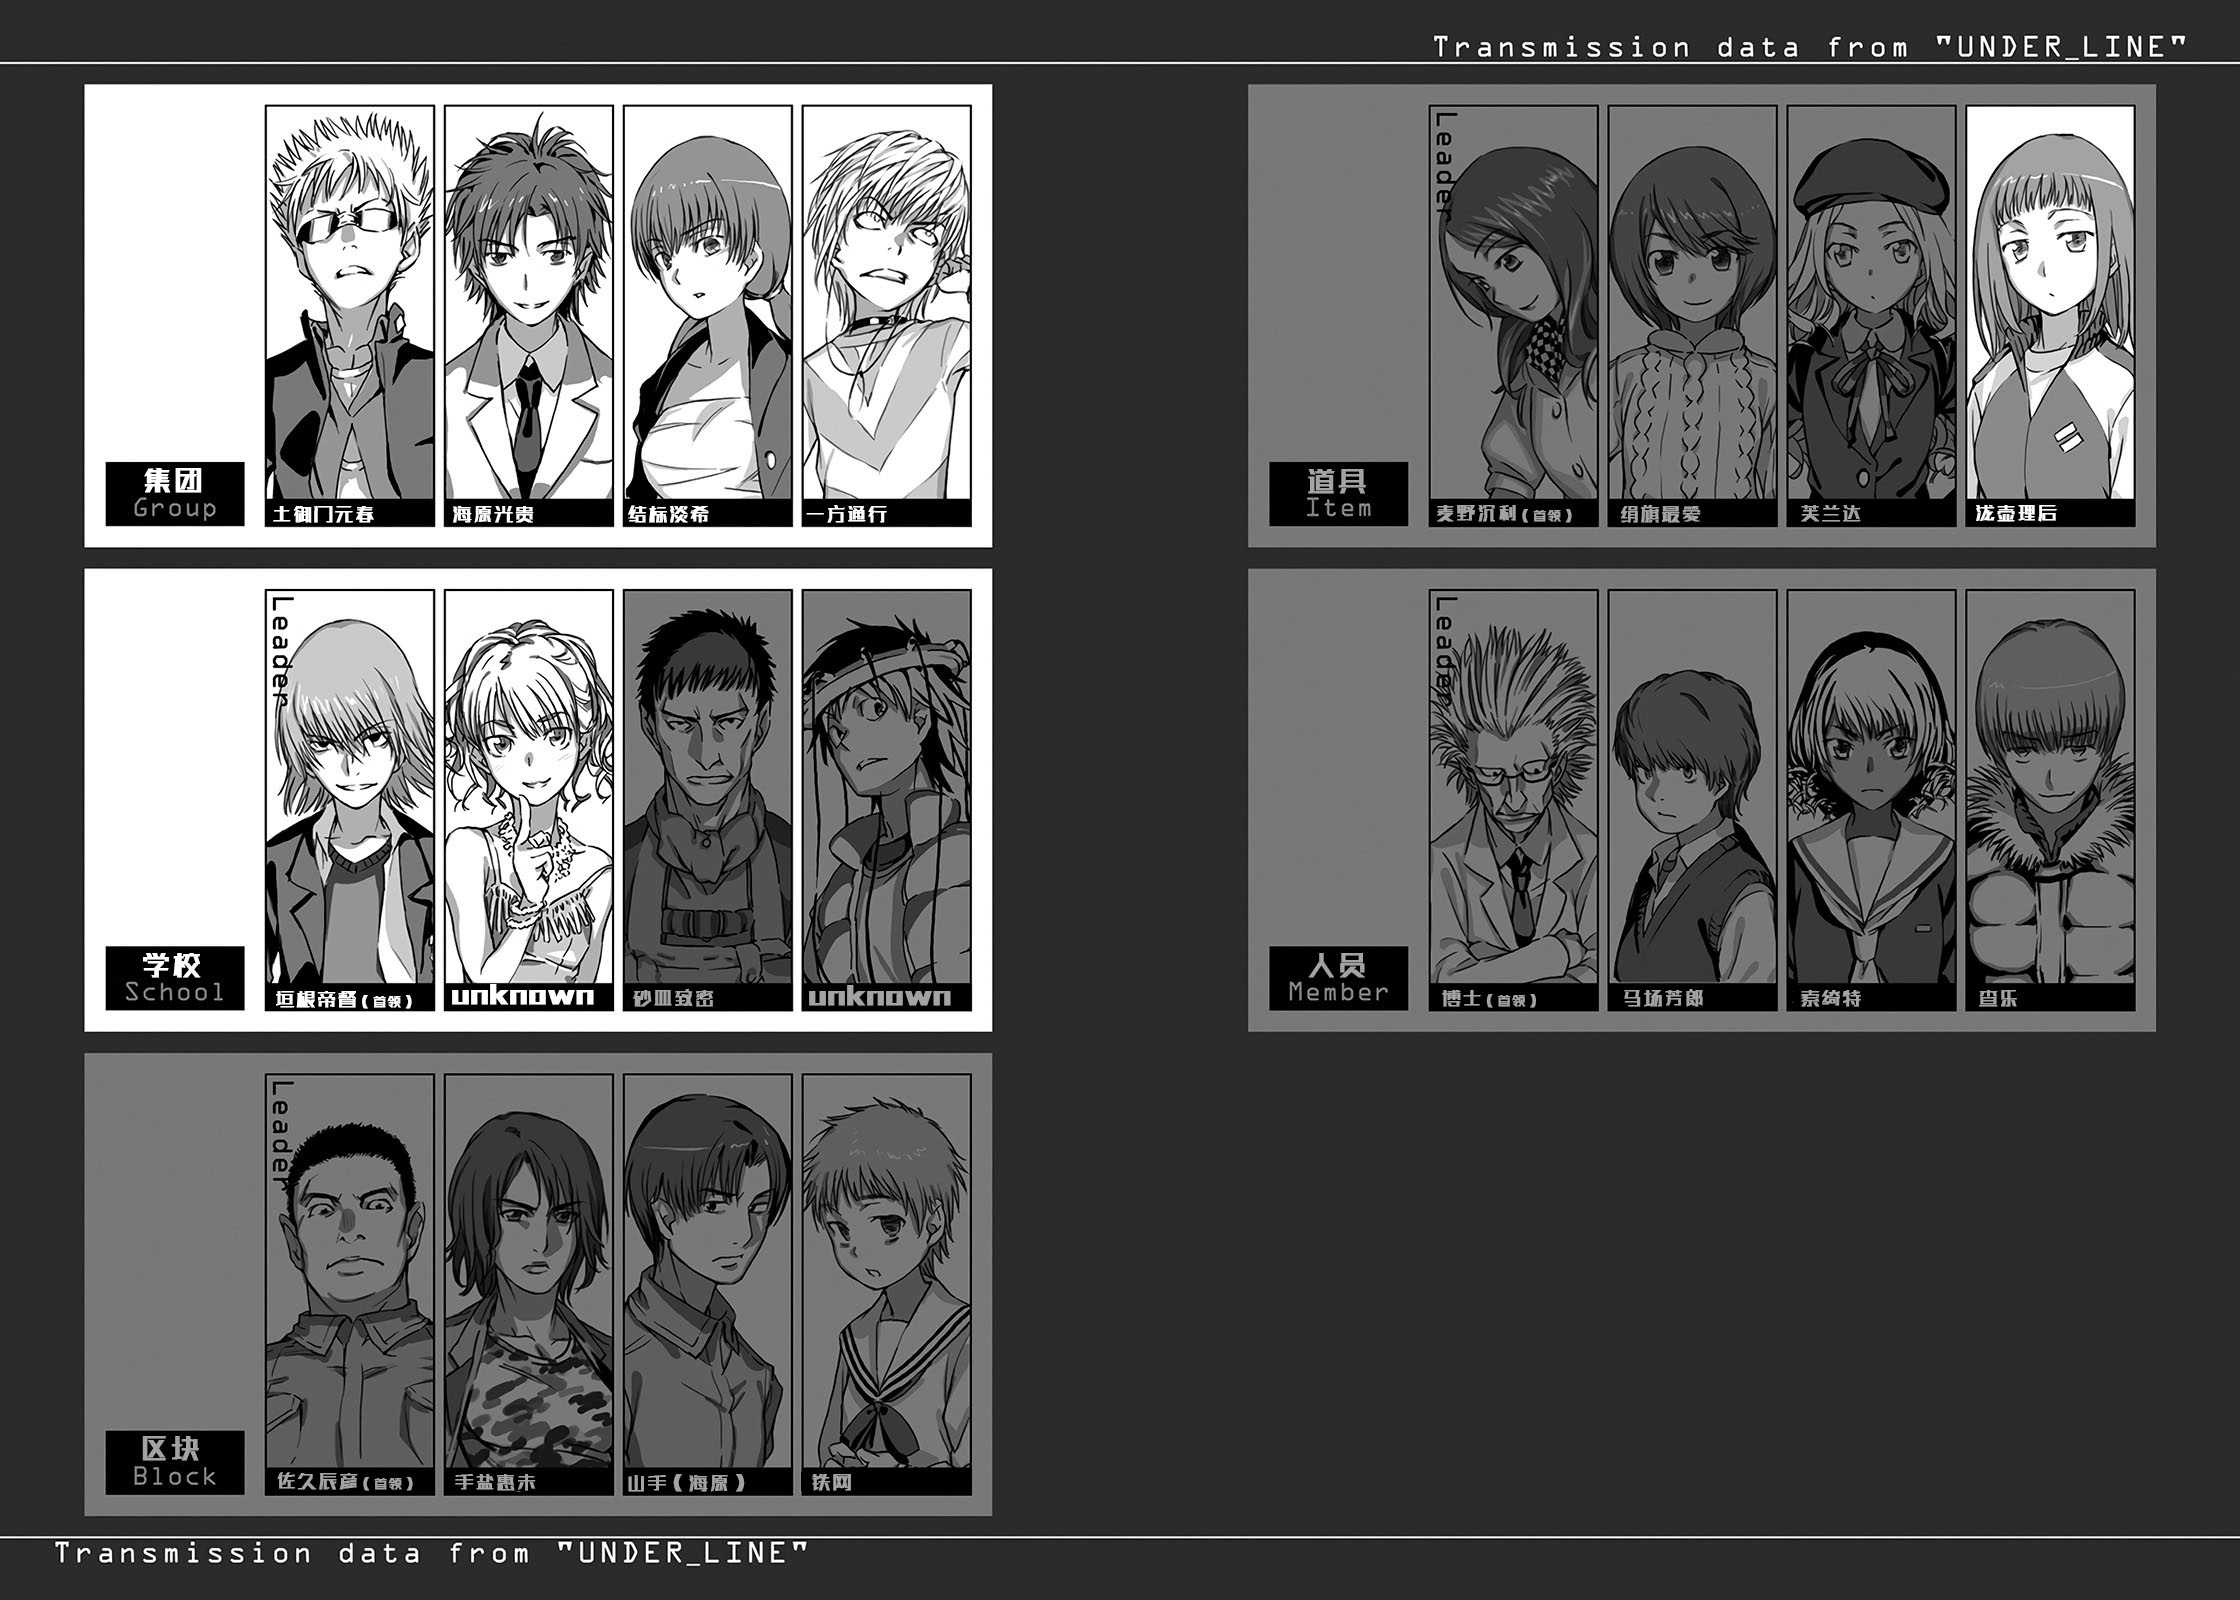 Transmission data from "UNDER_LINE"
集团
Group
土御门元春
海原光贵
结标淡希
一方通行
Leader
道具
Item
麦野沉利(首领)
绢旗最爱
芙兰达
泷壶理后
Leader
学校
School
垣根帝督(首领)
unknown
砂皿致密
unknown
Leader
人员
Member
博士(首领)
马场芳郎
索绮特
查乐
Leader
区块
Block
佐久辰彦(首领)
手盐惠未
山手(海原)
铁网
Transmission data from "UNDER_LINE"